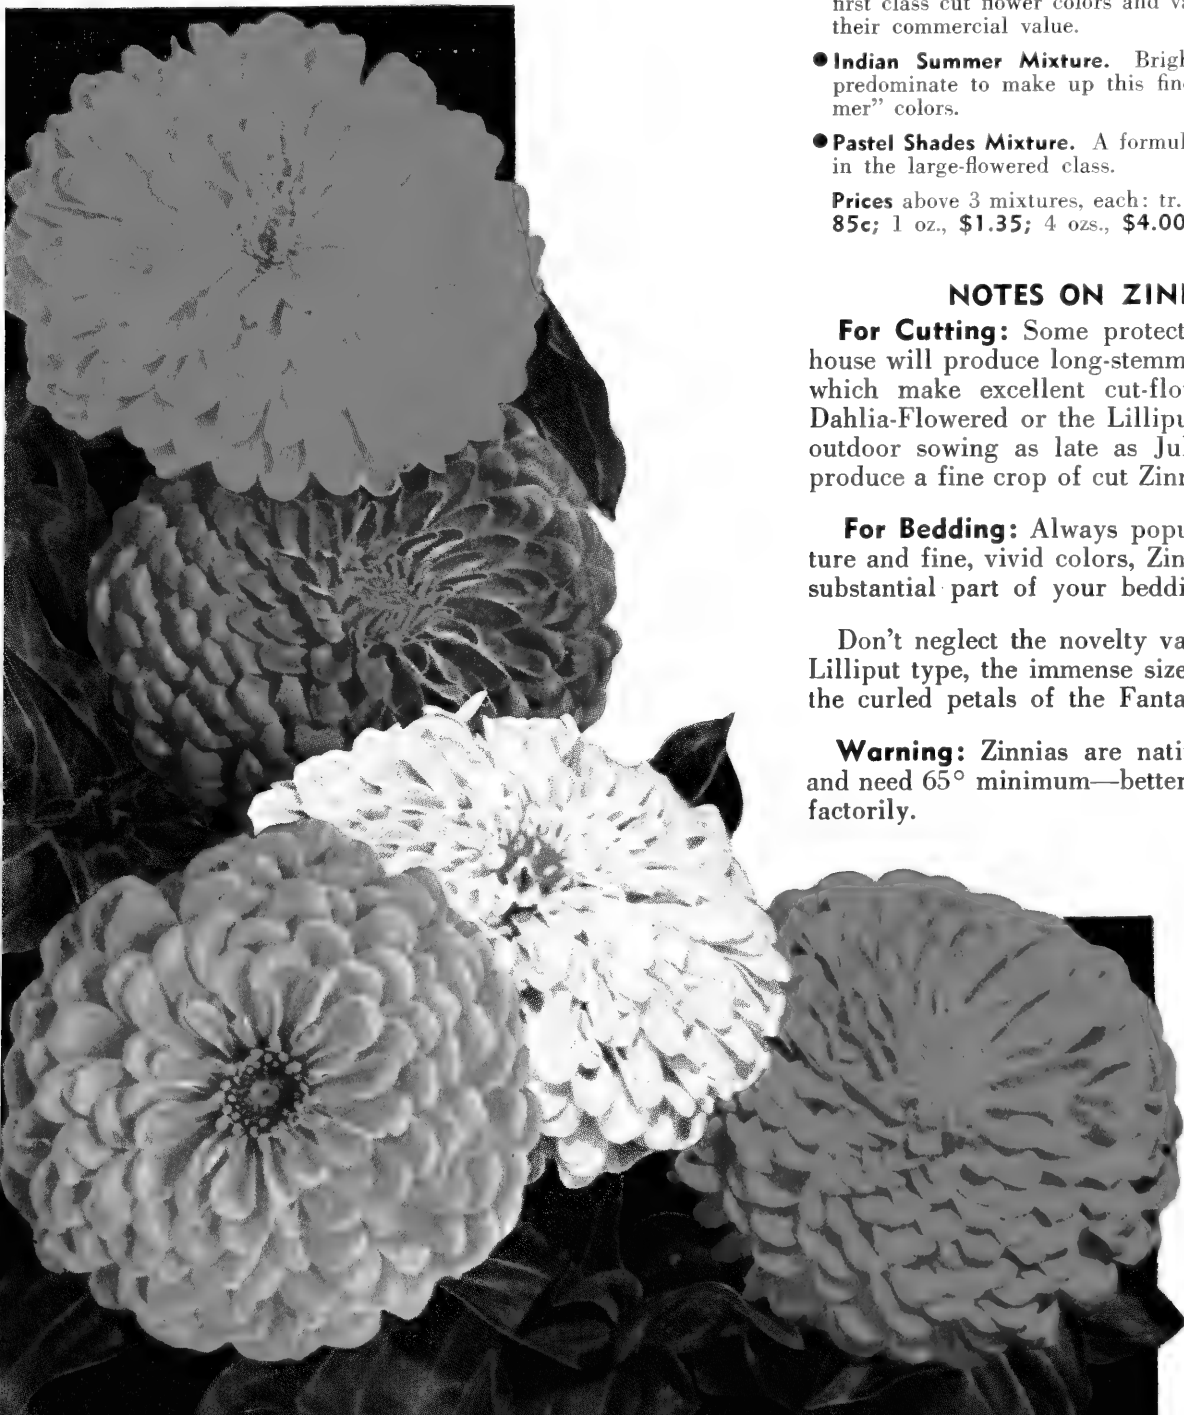 first class cut flower colors and
their commercial value.
●Indian Summer Mixture. Brigh
predominate to make up this fin
mer” colors.
●Pastel Shades Mixture. A formul
in the large-flowered class.
Prices above 3 mixtures, each: tr.
85c; 1 oz., $1.35; 4 ozs., $4.00
NOTES ON ZIN
For Cutting: Some protect
house will produce long-stemm
which make excellent cut-flo
Dahlia-Flowered or the Lillipu
outdoor sowing as late as Jul
produce a fine crop of cut Zinn
For Bedding: Always popu
ture and fine, vivid colors, Zin
substantial part of your beddi
Don’t neglect the novelty va
Lilliput type, the immense size
the curled petals of the Fanta
Warning: Zinnias are nati
and need 65° minimum—better
factorily.